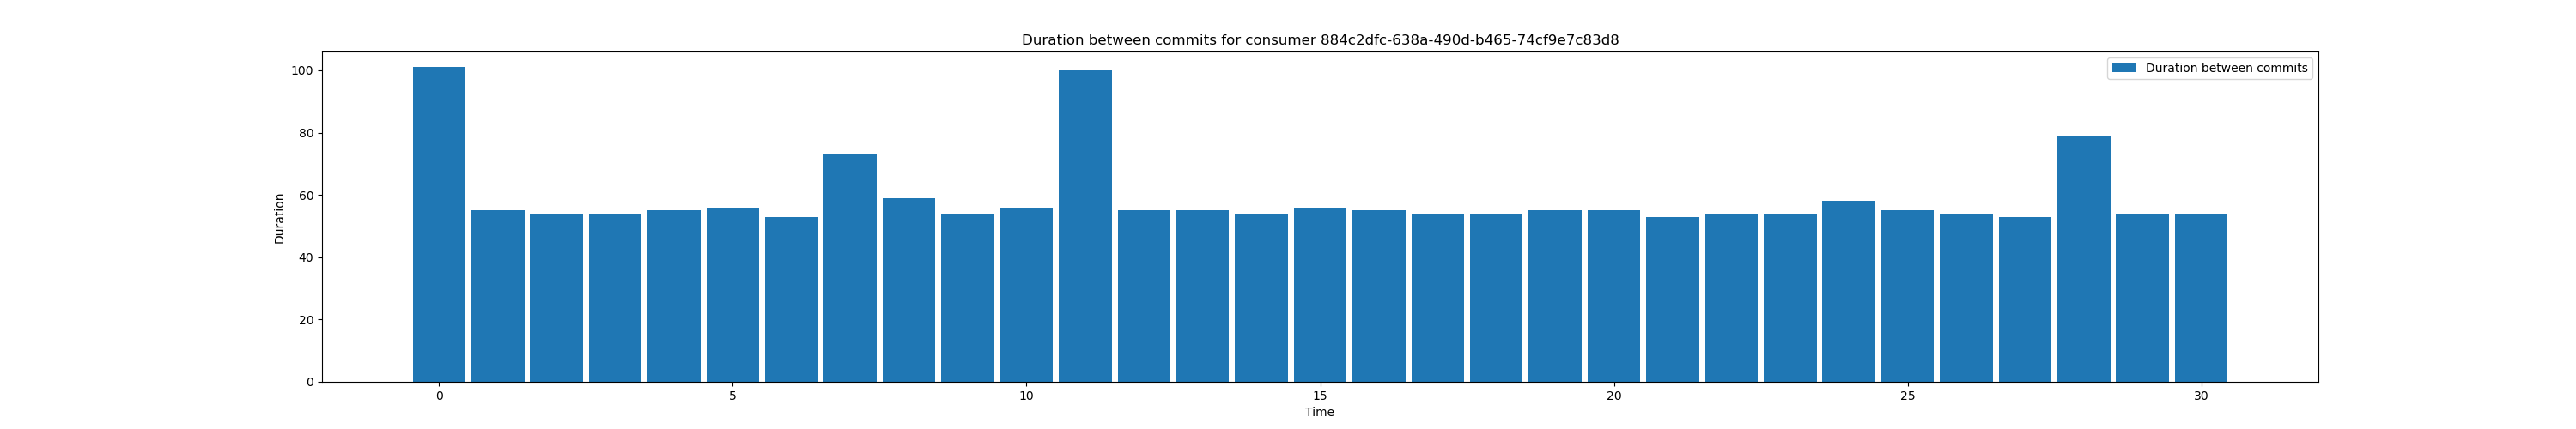 Duration between commits for consumer 884c2dfc-638a-490d-b465-74cf9e7c83d8
Duration between commits
100
80
60
40
20
0
Duration
0 5 10 15 20 25 30
Time